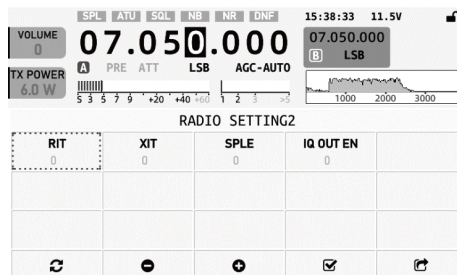 SPL ATU SQL NB NR DNF 15:38:33 11.5V
VOLUME
0
07.050.000
07.050.000
B LSB
A PRE ATT LSB AGC-AUTO
TX POWER
6.0 W
S 3 5 7 9 +20 +40 +60 1 2 3 >5
1000 2000 3000
RADIO SETTING2
RIT XIT SPLE IQ OUT EN
0 0 0 0